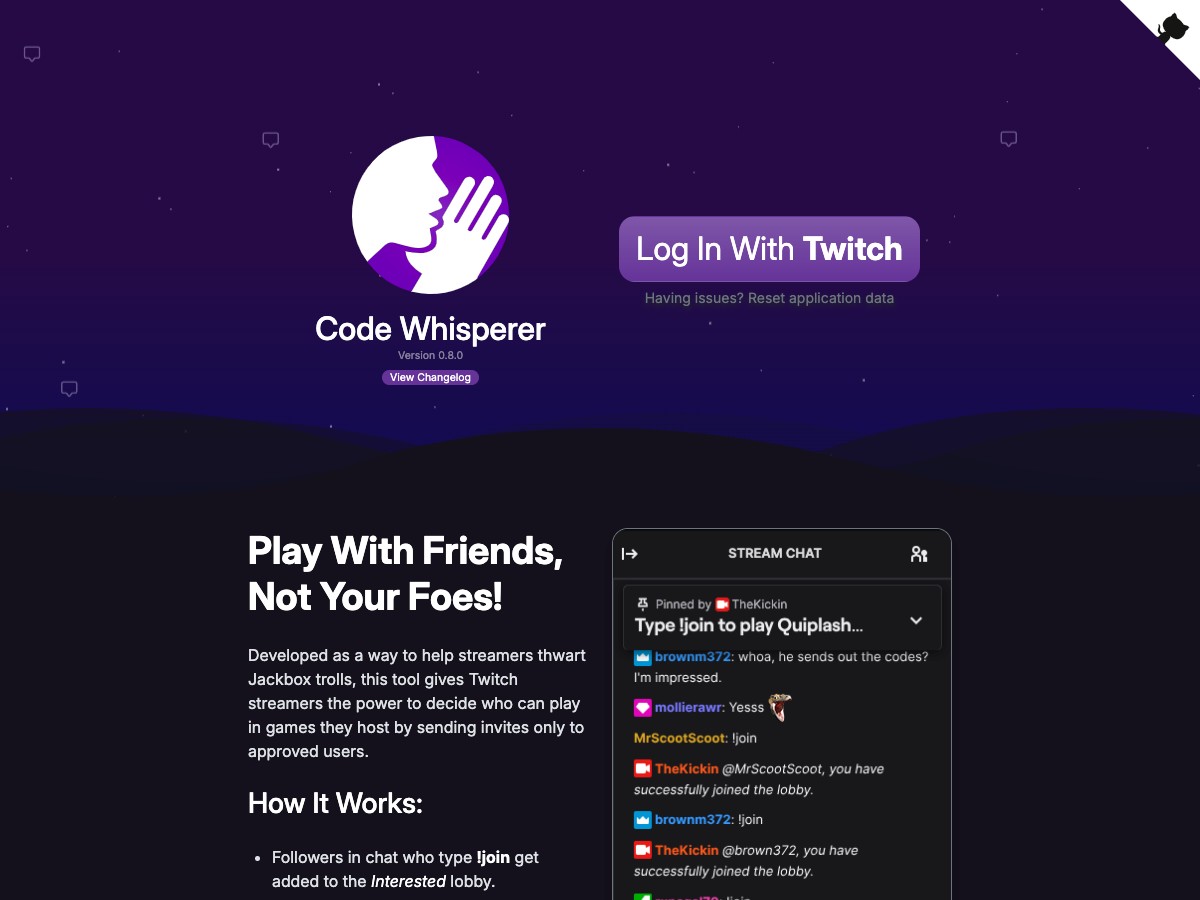 Log In With Twitch
Having issues? Reset application data
Code Whisperer
Version 0.8.0
View Changelog
Play With Friends,
Not Your Foes!
Developed as a way to help streamers thwart
Jackbox trolls, this tool gives Twitch
streamers the power to decide who can play
in games they host by sending invites only to
approved users.
How It Works:
• Followers in chat who type !join get
added to the Interested lobby.
STREAM CHAT
Pinned by TheKickin
Type !join to play Quiplash...
brownm372: whoa, he sends out the codes?
I'm impressed.
mollierawr: Yesss
MrScootScoot: !join
TheKickin @MrScootScoot, you have
successfully joined the lobby.
brownm372: !join
TheKickin @brown372, you have
successfully joined the lobby.